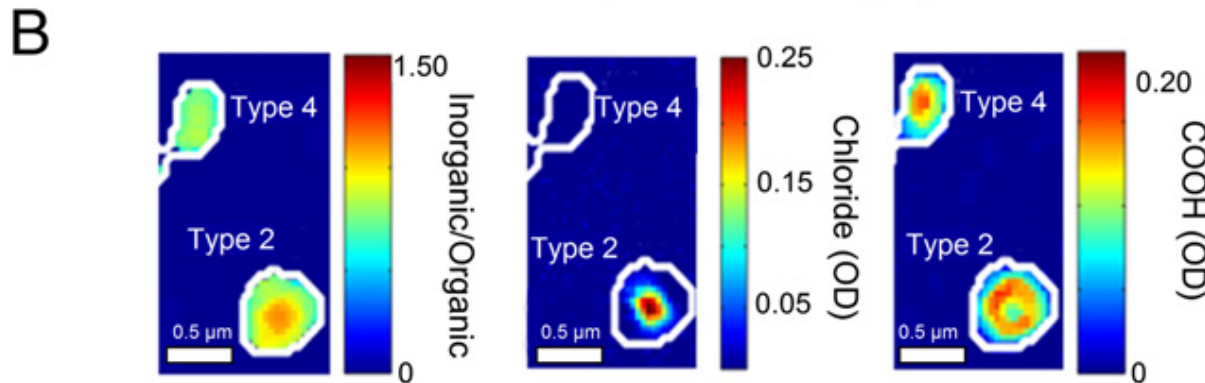 B
Type 4
Type 2
0.5 µm
1.50
0
Inorganic/Organic
Type 4
Type 2
0.5 µm
0.25
0.15
0.05
Chloride (OD)
Type 4
Type 2
0.5 µm
0.20
0
COOH (OD)